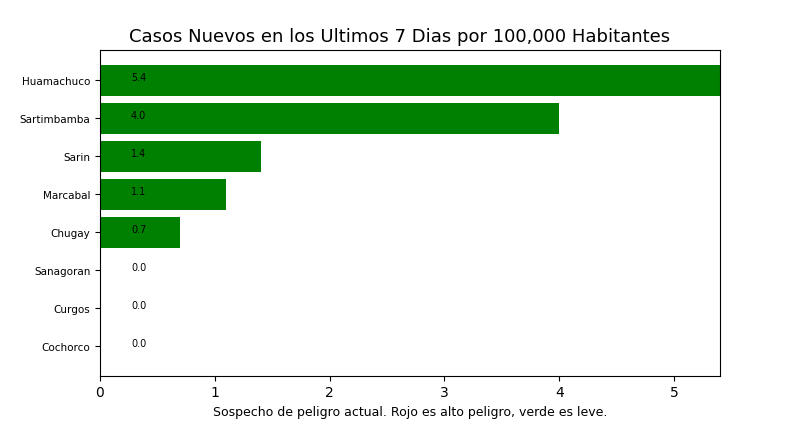 Casos Nuevos en los Ultimos 7 Dias por 100,000 Habitantes
Huamachuco 5.4
Sartimbamba 4.0
Sarin 1.4
Marcabal 1.1
Chugay 0.7
Sanagoran 0.0
Curgos 0.0
Cochorco 0.0
0 1 2 3 4 5
Sospecho de peligro actual. Rojo es alto peligro, verde es leve.